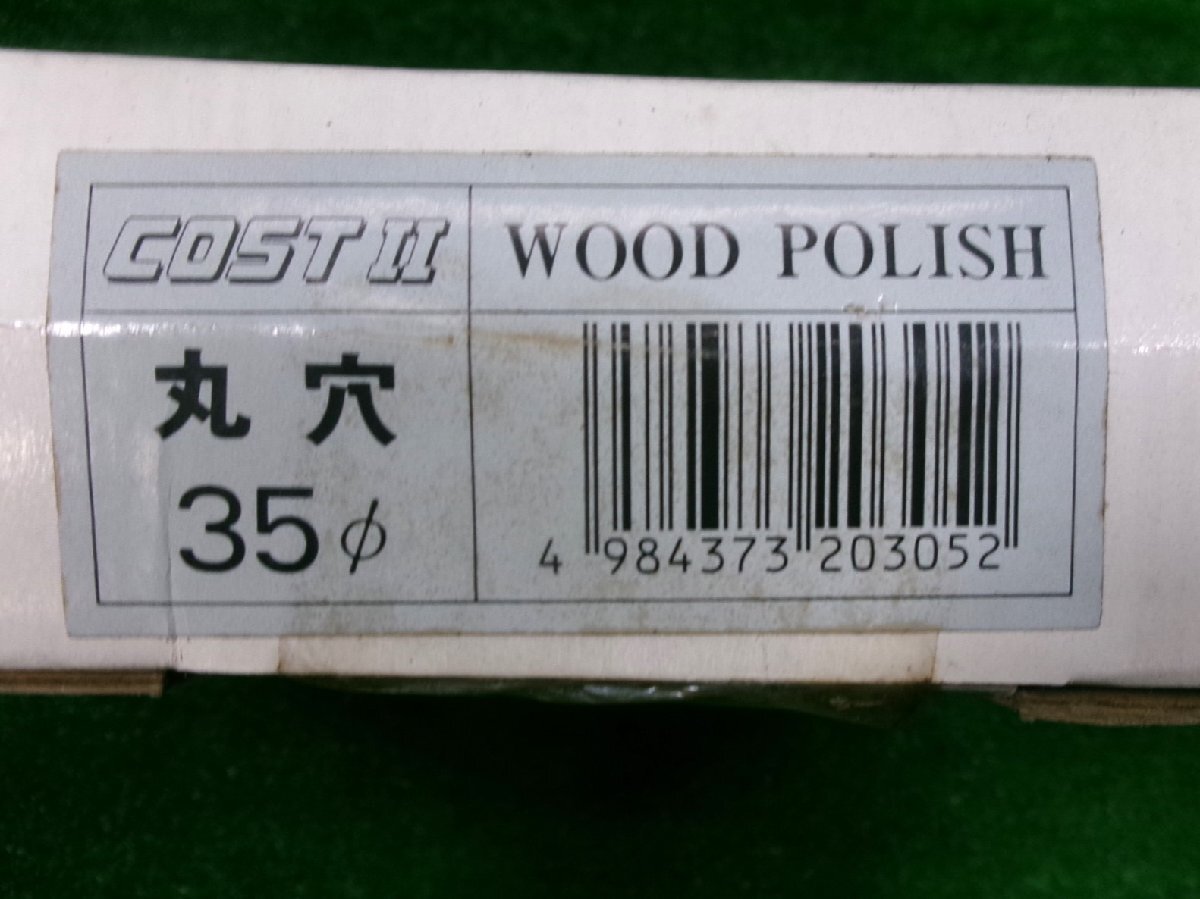 COST II
WOOD POLISH
丸穴
35φ
4 984373 203052